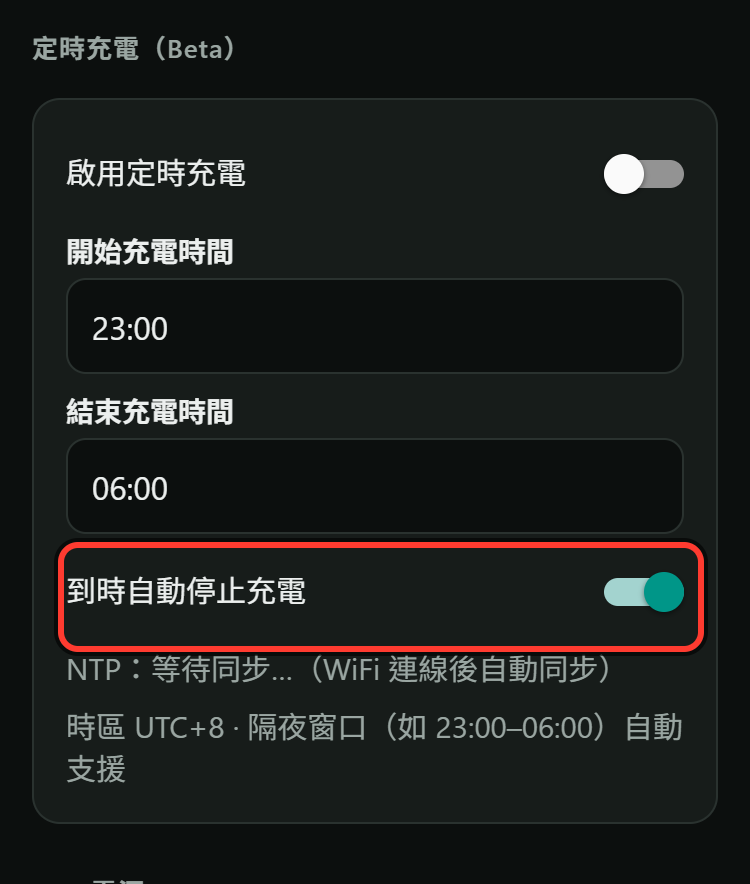 定時充電（Beta）
啟用定時充電
開始充電時間
23:00
結束充電時間
06:00
到時自動停止充電
NTP：等待同步...（WiFi 連線後自動同步）
時區 UTC+8 · 隔夜窗口（如 23:00–06:00）自動
支援